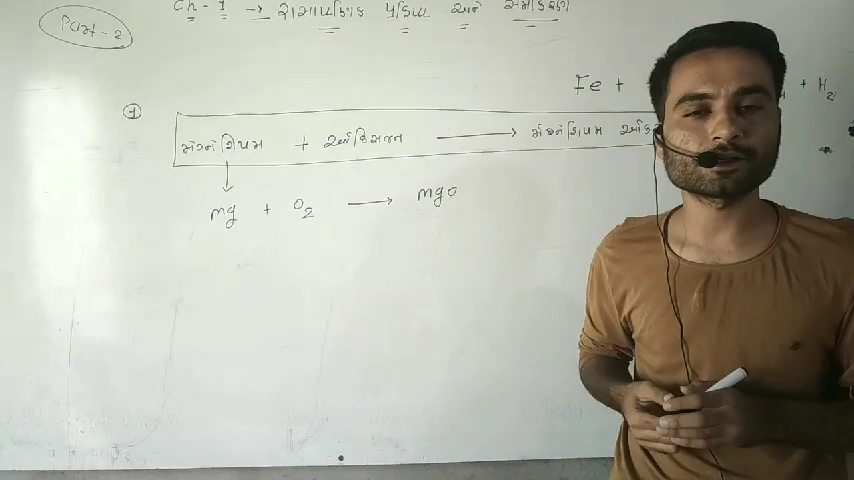 Part-2
Ch-1 → રાસાયણિક પ્રક્રિયા અને સમીકરણો
Fe + + H2
1 મેગ્નેશિયમ + ઓક્સિજન → મેગ્નેશિયમ
Mg + O2 → MgO